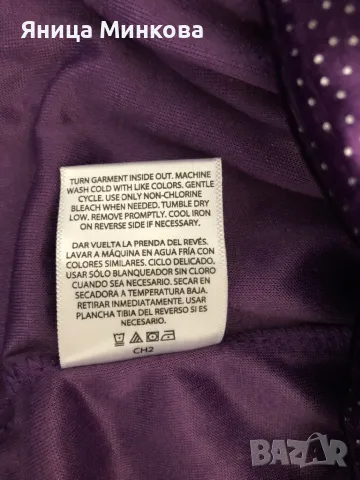 Яница Минкова
TURN GARMENT INSIDE OUT. MACHINE
WASH COLD WITH LIKE COLORS. GENTLE
CYCLE. USE ONLY NON-CHLORINE
BLEACH WHEN NEEDED. TUMBLE DRY
LOW. REMOVE PROMPTLY. COOL IRON
ON REVERSE SIDE IF NECESSARY.
DAR VUELTA LA PRENDA DEL REVÉS.
LAVAR A MÁQUINA EN AGUA FRÍA CON
COLORES SIMILARES. CICLO DELICADO.
USAR SÓLO BLANQUEADOR SIN CLORO
CUANDO SEA NECESARIO. SECAR EN
SECADORA A TEMPERATURA BAJA.
RETIRAR INMEDIATAMENTE. USAR
PLANCHA TIBIA DEL REVERSO SI ES
NECESARIO.
CH2
BAZAR